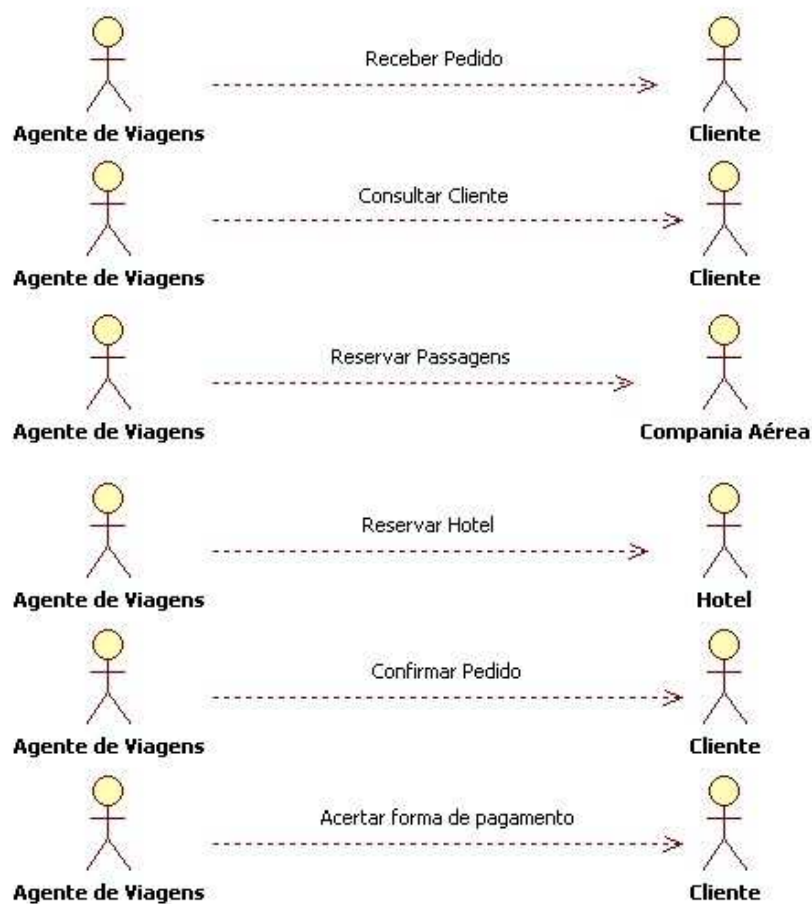 Receber Pedido
Agente de Viagens
Cliente
Consultar Cliente
Agente de Viagens
Cliente
Reservar Passagens
Agente de Viagens
Compania Aérea
Reservar Hotel
Agente de Viagens
Hotel
Confirmar Pedido
Agente de Viagens
Cliente
Acertar forma de pagamento
Agente de Viagens
Cliente